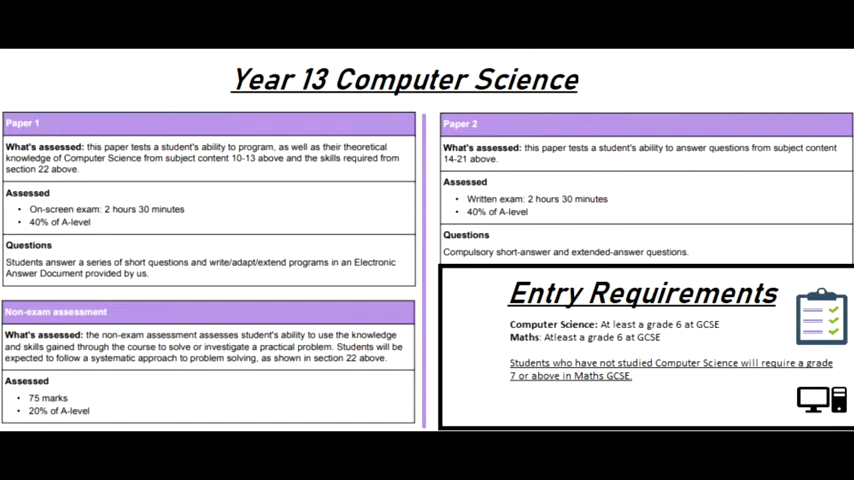 Year 13 Computer Science
Paper 1
What's assessed: this paper tests a student's ability to program, as well as their theoretical
knowledge of Computer Science from subject content 10-13 above and the skills required from
section 22 above.
Assessed
• On-screen exam: 2 hours 30 minutes
• 40% of A-level
Questions
Students answer a series of short questions and write/adapt/extend programs in an Electronic
Answer Document provided by us.
Non-exam assessment
What's assessed: the non-exam assessment assesses student's ability to use the knowledge
and skills gained through the course to solve or investigate a practical problem. Students will be
expected to follow a systematic approach to problem solving, as shown in section 22 above.
Assessed
• 75 marks
• 20% of A-level
Paper 2
What's assessed: this paper tests a student's ability to answer questions from subject content
14-21 above.
Assessed
• Written exam: 2 hours 30 minutes
• 40% of A-level
Questions
Compulsory short-answer and extended-answer questions.
Entry Requirements
Computer Science: At least a grade 6 at GCSE
Maths: Atleast a grade 6 at GCSE
Students who have not studied Computer Science will require a grade
7 or above in Maths GCSE.